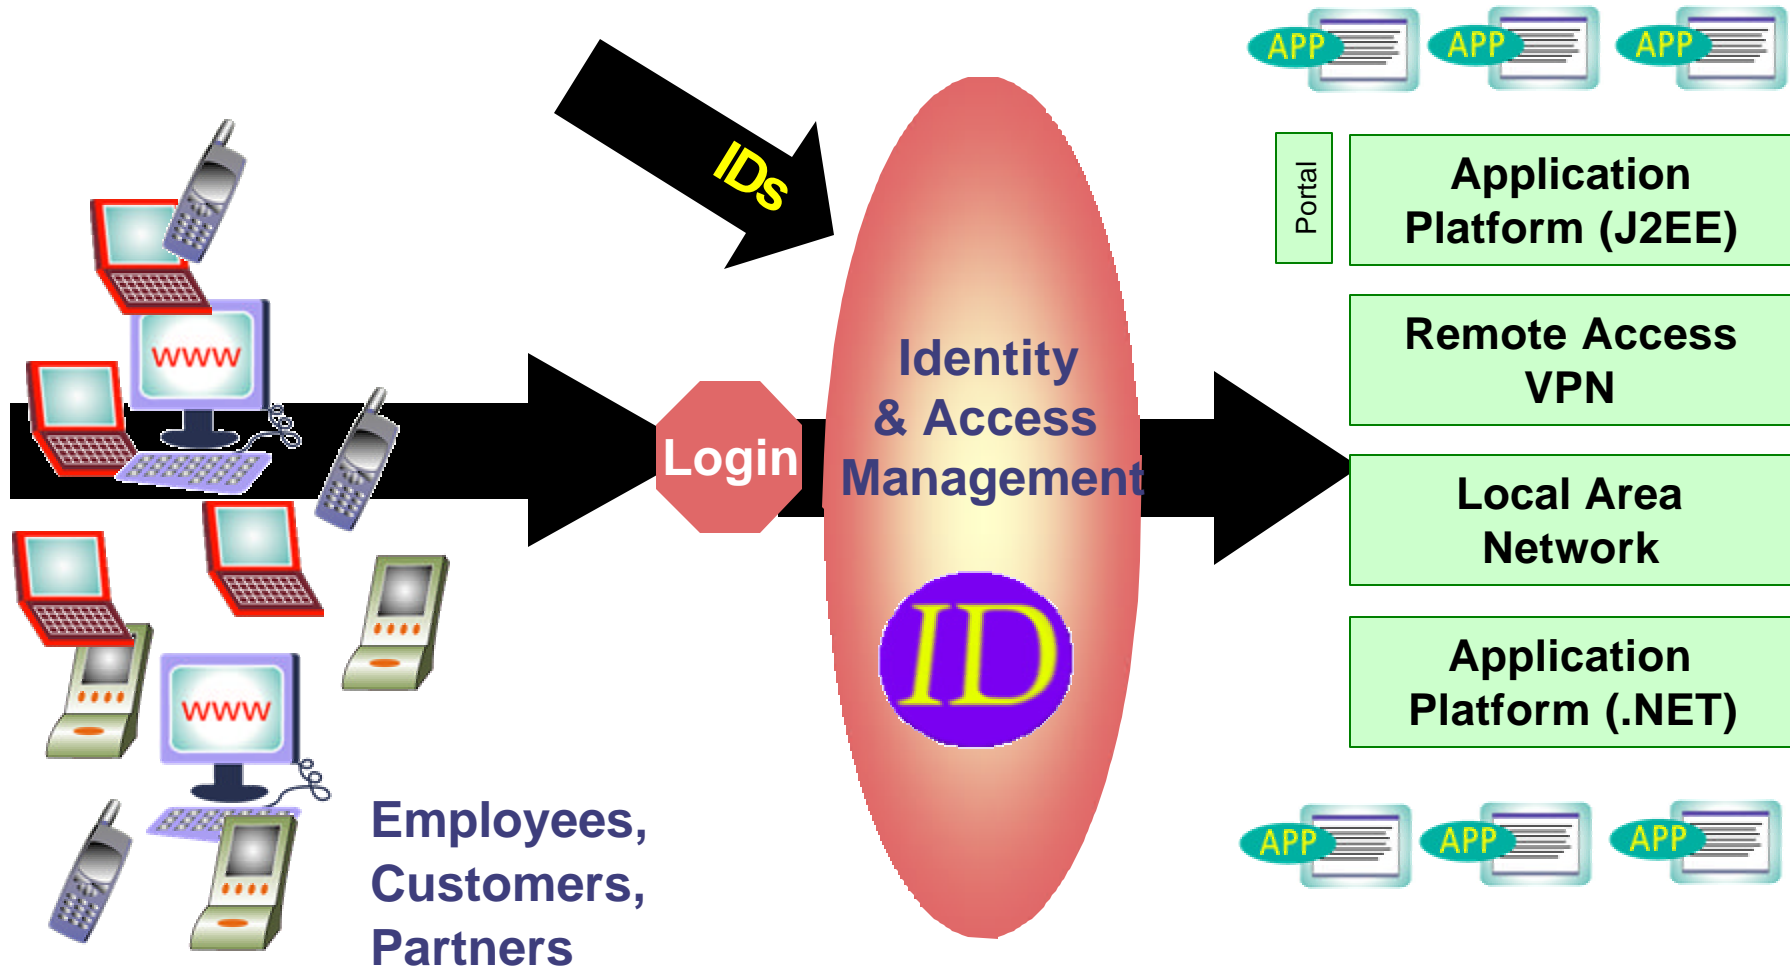 APP
APP
APP
IDs
Portal
Application
Platform (J2EE)
Remote Access
VPN
www
Identity
& Access
Management
Login
Local Area
Network
ID
Application
Platform (.NET)
www
Employees,
Customers,
Partners
APP
APP
APP